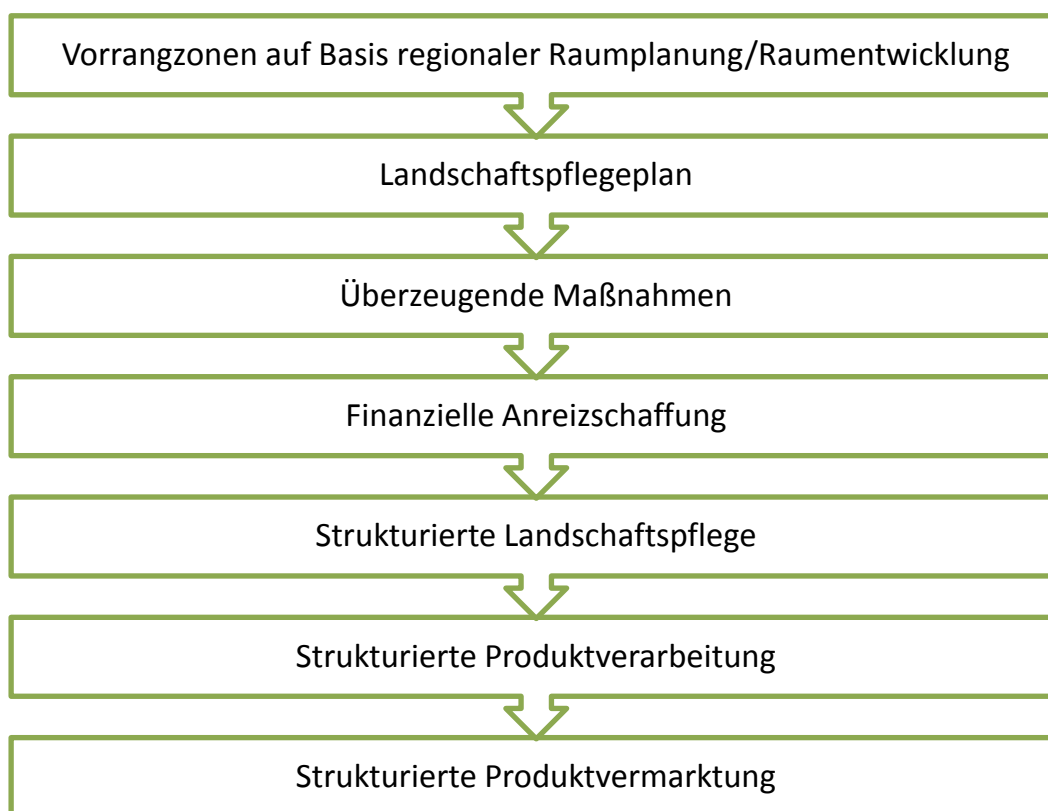 Vorrangzonen auf Basis regionaler Raumplanung/Raumentwicklung
Landschaftspflegeplan
Überzeugende Maßnahmen
Finanzielle Anreizschaffung
Strukturierte Landschaftspflege
Strukturierte Produktverarbeitung
Strukturierte Produktvermarktung